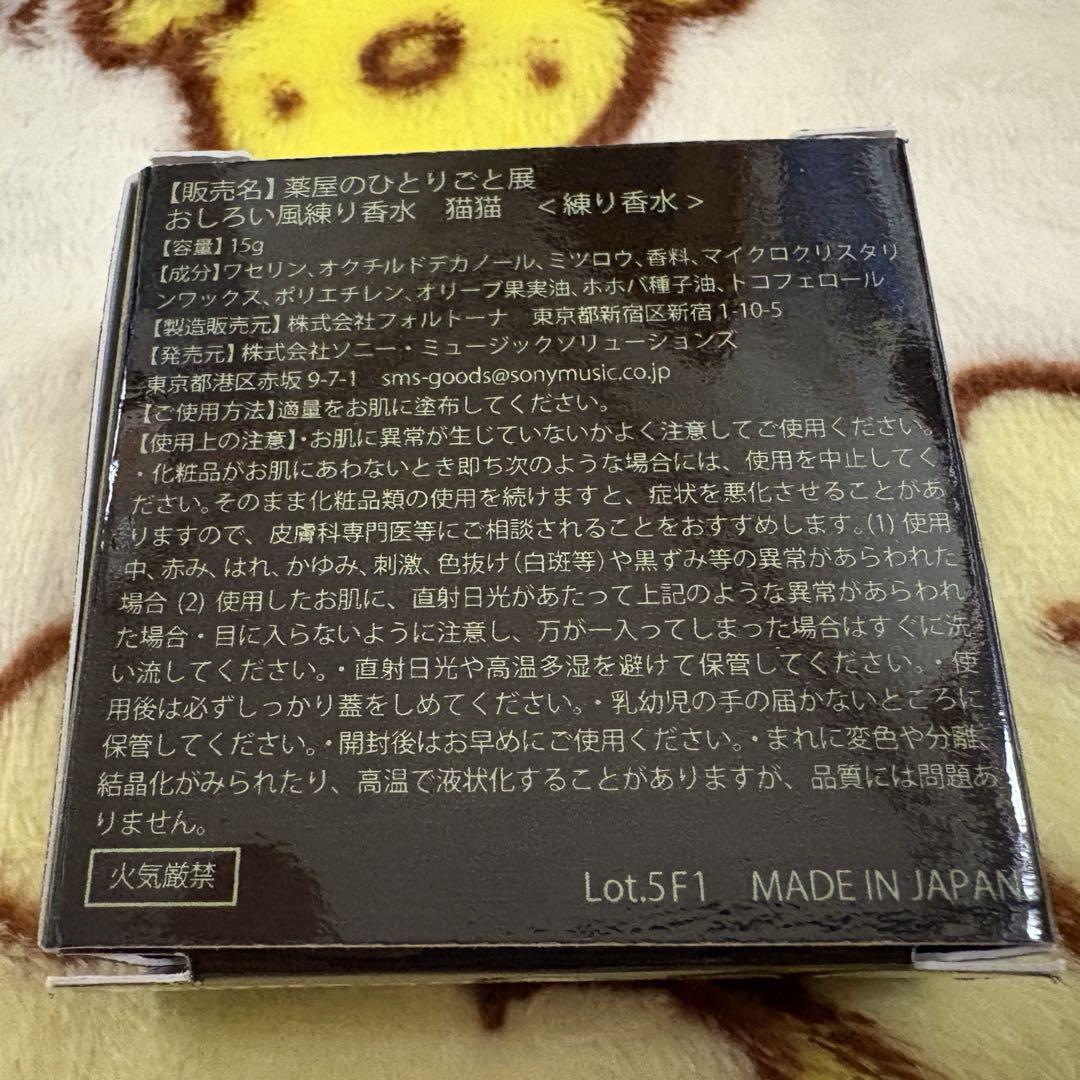 【販売名】薬屋のひとりごと展
おしろい風練り香水　猫猫　＜練り香水＞
【容量】15g
【成分】ワセリン、オクチルドデカノール、ミツロウ、香料、マイクロクリスタリ
ンワックス、ポリエチレン、オリーブ果実油、ホホバ種子油、トコフェロール
【製造販売元】株式会社フォルトーナ　東京都新宿区新宿 1-10-5
【発売元】株式会社ソニー・ミュージックソリューションズ
東京都港区赤坂 9-7-1　sms-goods@sonymusic.co.jp
【ご使用方法】適量をお肌に塗布してください。
【使用上の注意】・お肌に異常が生じていないかよく注意してご使用ください。
・化粧品がお肌にあわないとき即ち次のような場合には、使用を中止してく
ださい。そのまま化粧品類の使用を続けますと、症状を悪化させることがあ
りますので、皮膚科専門医等にご相談されることをおすすめします。(1) 使用
中、赤み、はれ、かゆみ、刺激、色抜け（白斑等）や黒ずみ等の異常があらわれた
場合 (2) 使用したお肌に、直射日光があたって上記のような異常があらわれ
た場合・目に入らないように注意し、万が一入ってしまった場合はすぐに洗
い流してください。・直射日光や高温多湿を避けて保管してください。・使
用後は必ずしっかり蓋をしめてください。・乳幼児の手の届かないところに
保管してください。・開封後はお早めにご使用ください。・まれに変色や分離、
結晶化がみられたり、高温で液状化することがありますが、品質には問題あ
りません。
火気厳禁
Lot.5F1　MADE IN JAPAN